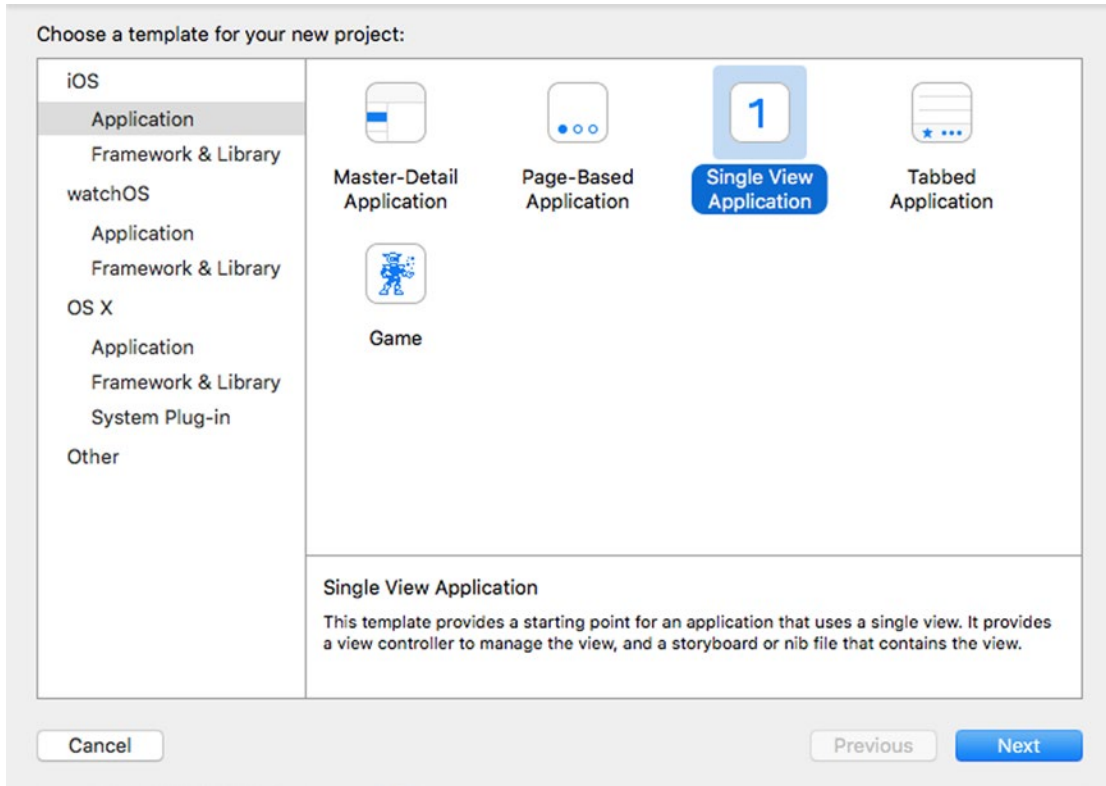 Choose a template for your new project:
iOS
Application
Framework & Library
watchOS
Application
Framework & Library
OS X
Application
Framework & Library
System Plug-in
Other
Master-Detail
Application
Page-Based
Application
1
Single View
Application
Tabbed
Application
Game
Single View Application
This template provides a starting point for an application that uses a single view. It provides
a view controller to manage the view, and a storyboard or nib file that contains the view.
Cancel
Previous
Next